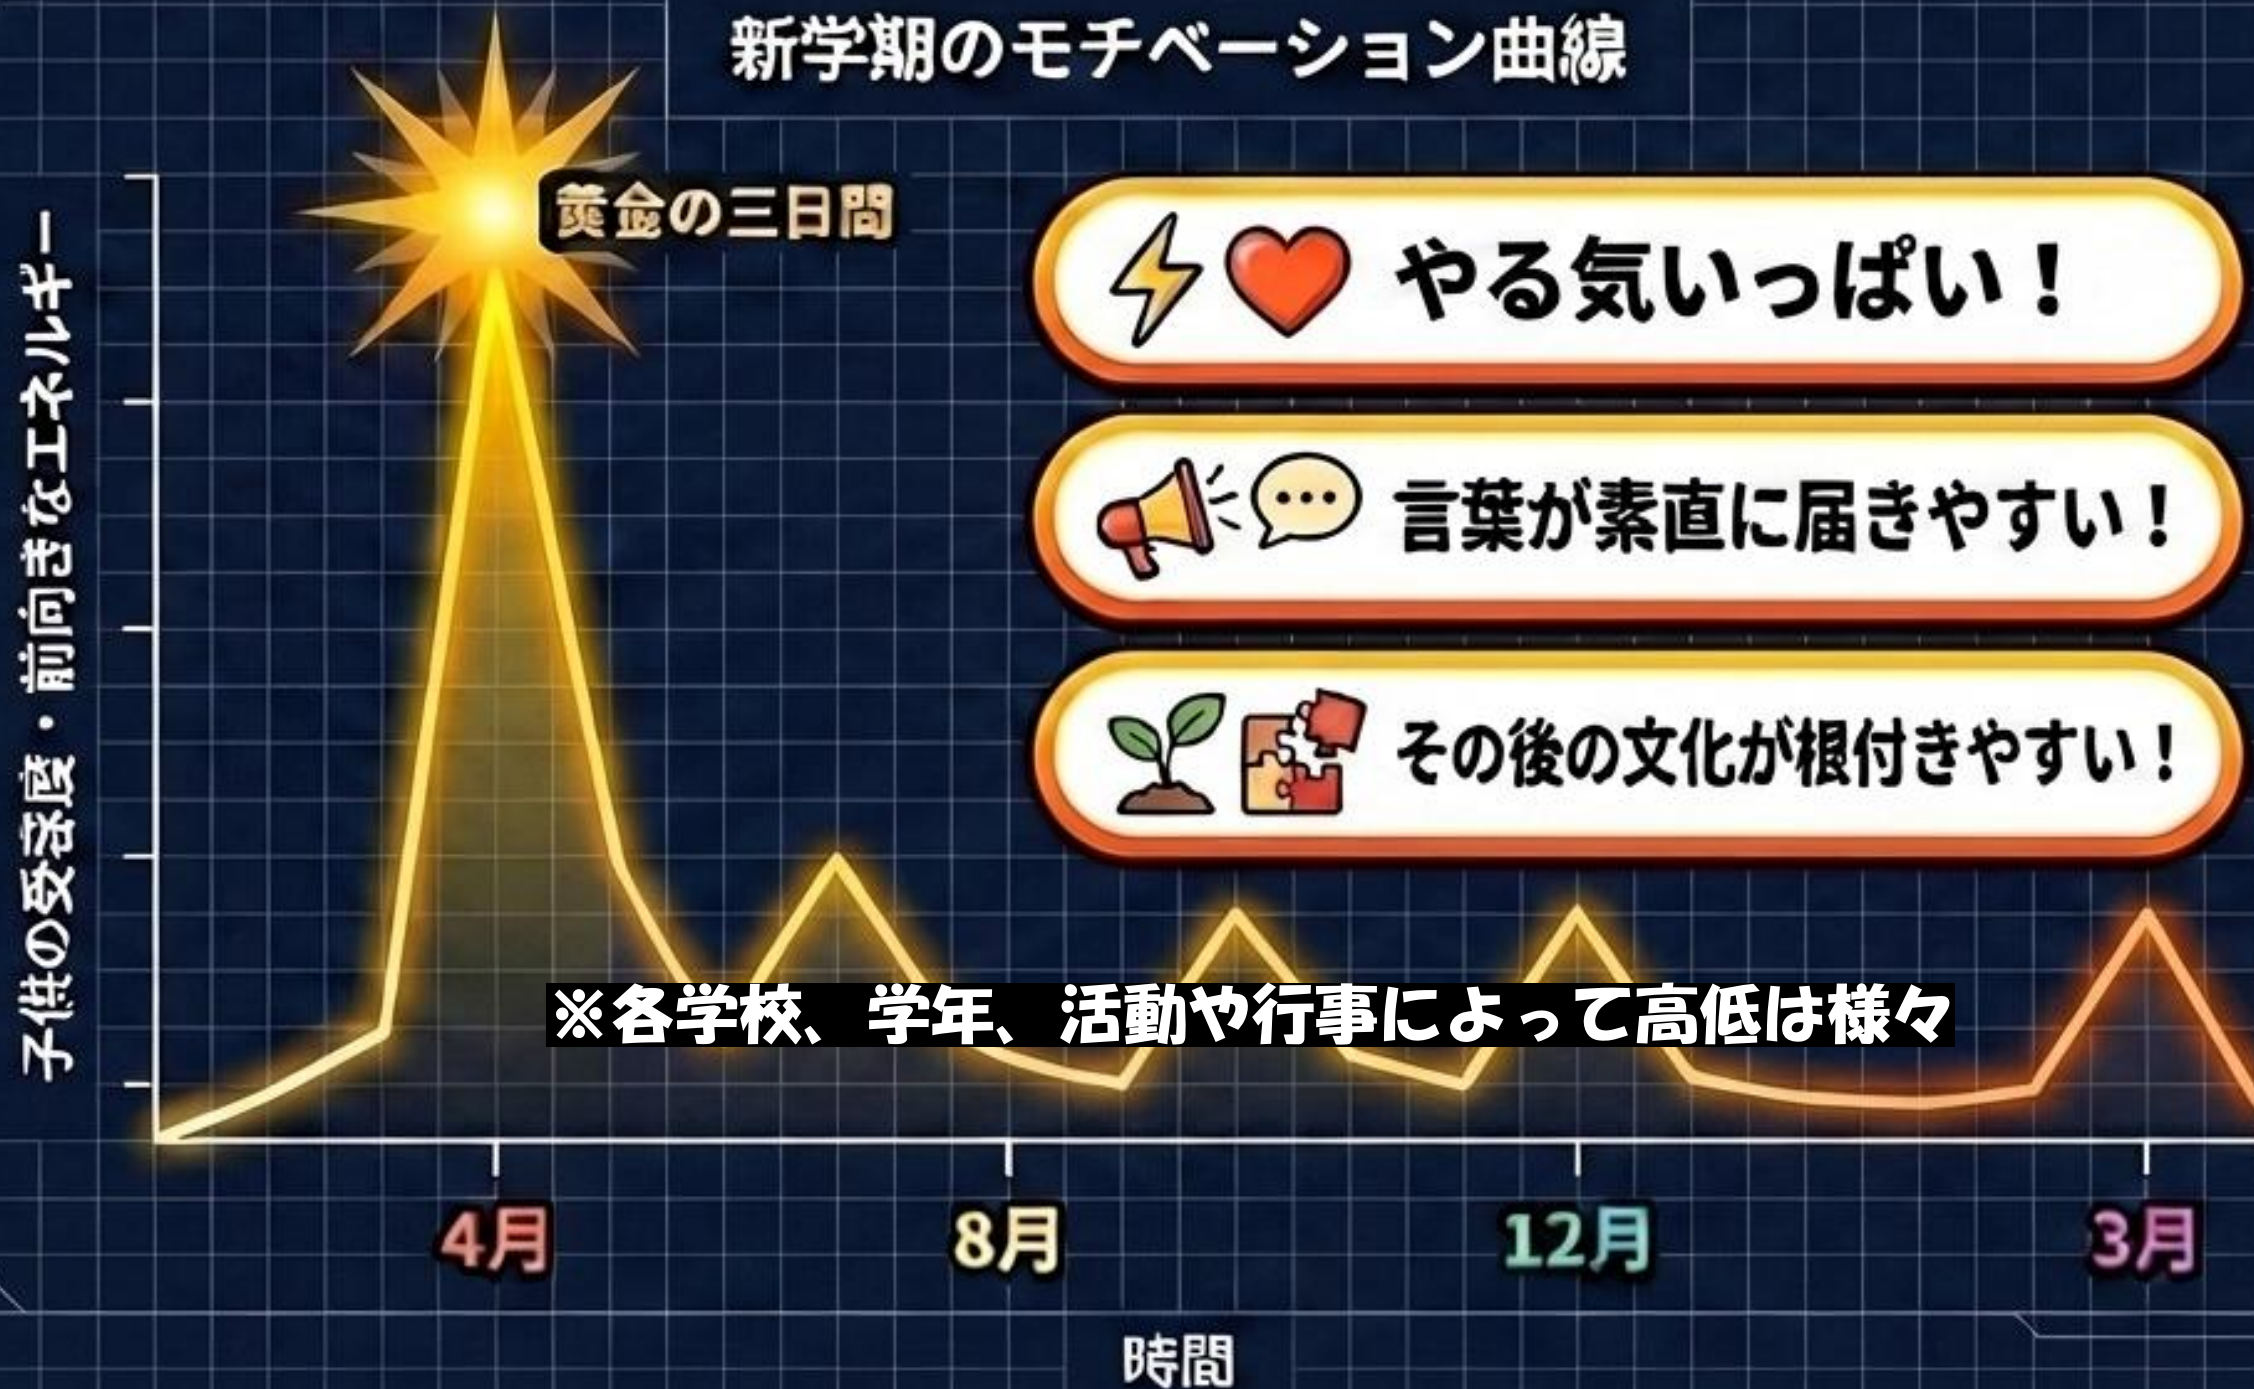 新学期のモチベーション曲線
黄金の三日間
やる気いっぱい！
言葉が素直に届きやすい！
その後の文化が根付きやすい！
子供の受容度・前向きなエネルギー
※各学校、学年、活動や行事によって高低は様々
4月
8月
12月
3月
時間